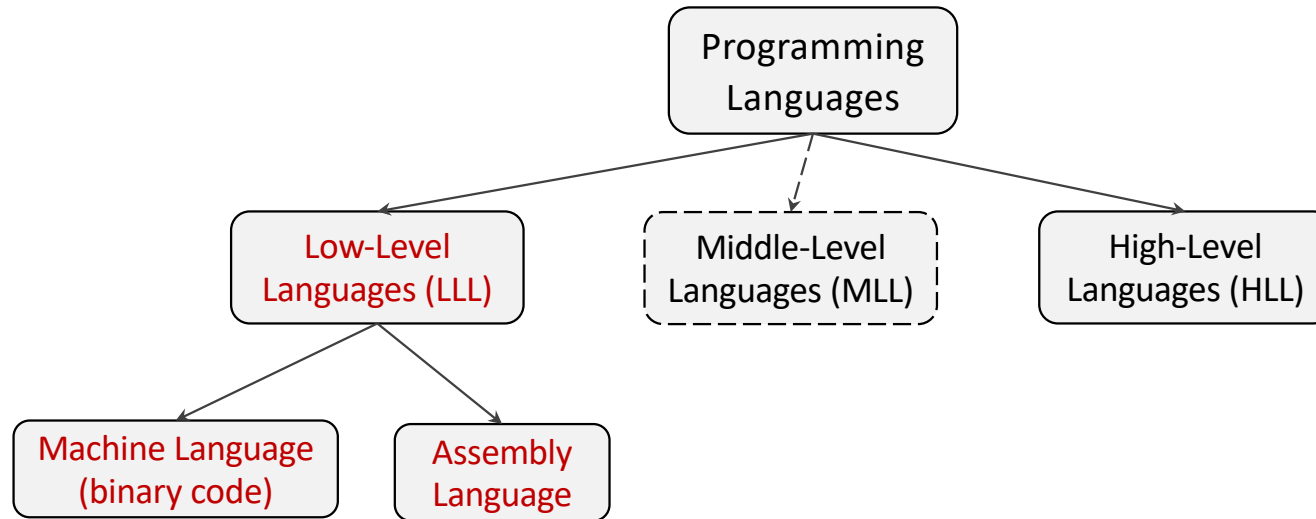 Programming
Languages
Low-Level
Languages (LLL)
Middle-Level
Languages (MLL)
High-Level
Languages (HLL)
Machine Language
(binary code)
Assembly
Language